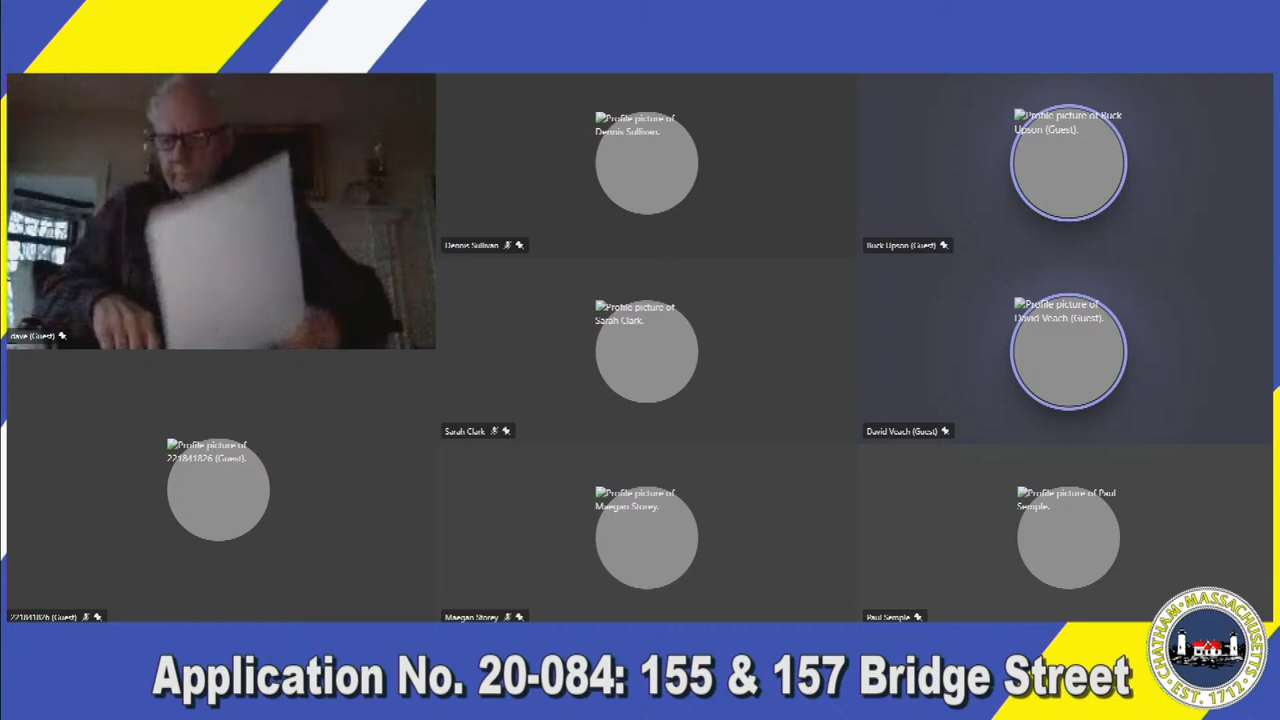 Profile picture of
Dennis Sullivan.
Profile picture of Buck
Upson (Guest).
Dennis Sullivan
Buck Upson (Guest)
dave (Guest)
Profile picture of
Sarah Clark.
Profile picture of
David Veach (Guest).
Sarah Clark
David Veach (Guest)
Profile picture of
221841826 (Guest).
Profile picture of
Maegan Storey.
Profile picture of Paul
Semple.
221841826 (Guest)
Maegan Storey
Paul Semple
Application No. 20-084: 155 & 157 Bridge Street
CHATHAM, MASSACHUSETTS
EST. 1712